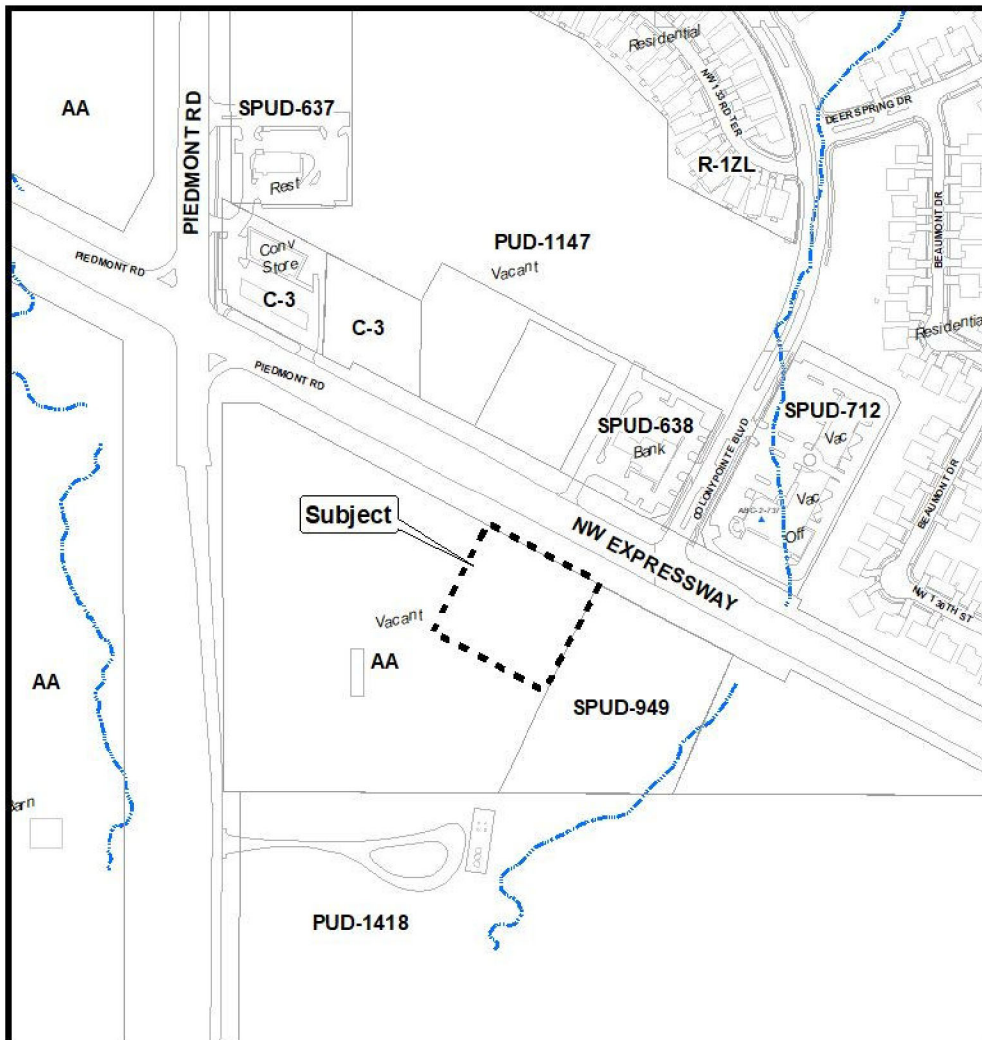 AA
PIEDMONT RD
SPUD-637
Rest
Residential
NW 133RD TER
DEER SPRING DR
R-1ZL
BEAUMONT DR
PIEDMONT RD
Conv
Store
C-3
C-3
PUD-1147
Vacant
Residential
PIEDMONT RD
SPUD-638
Bank
COLONY POINTE BLVD
SPUD-712
Vac
Vac
Off
BEAUMONT DR
NW 136TH ST
Subject
NW EXPRESSWAY
Vacant
AA
AA
SPUD-949
Barn
PUD-1418